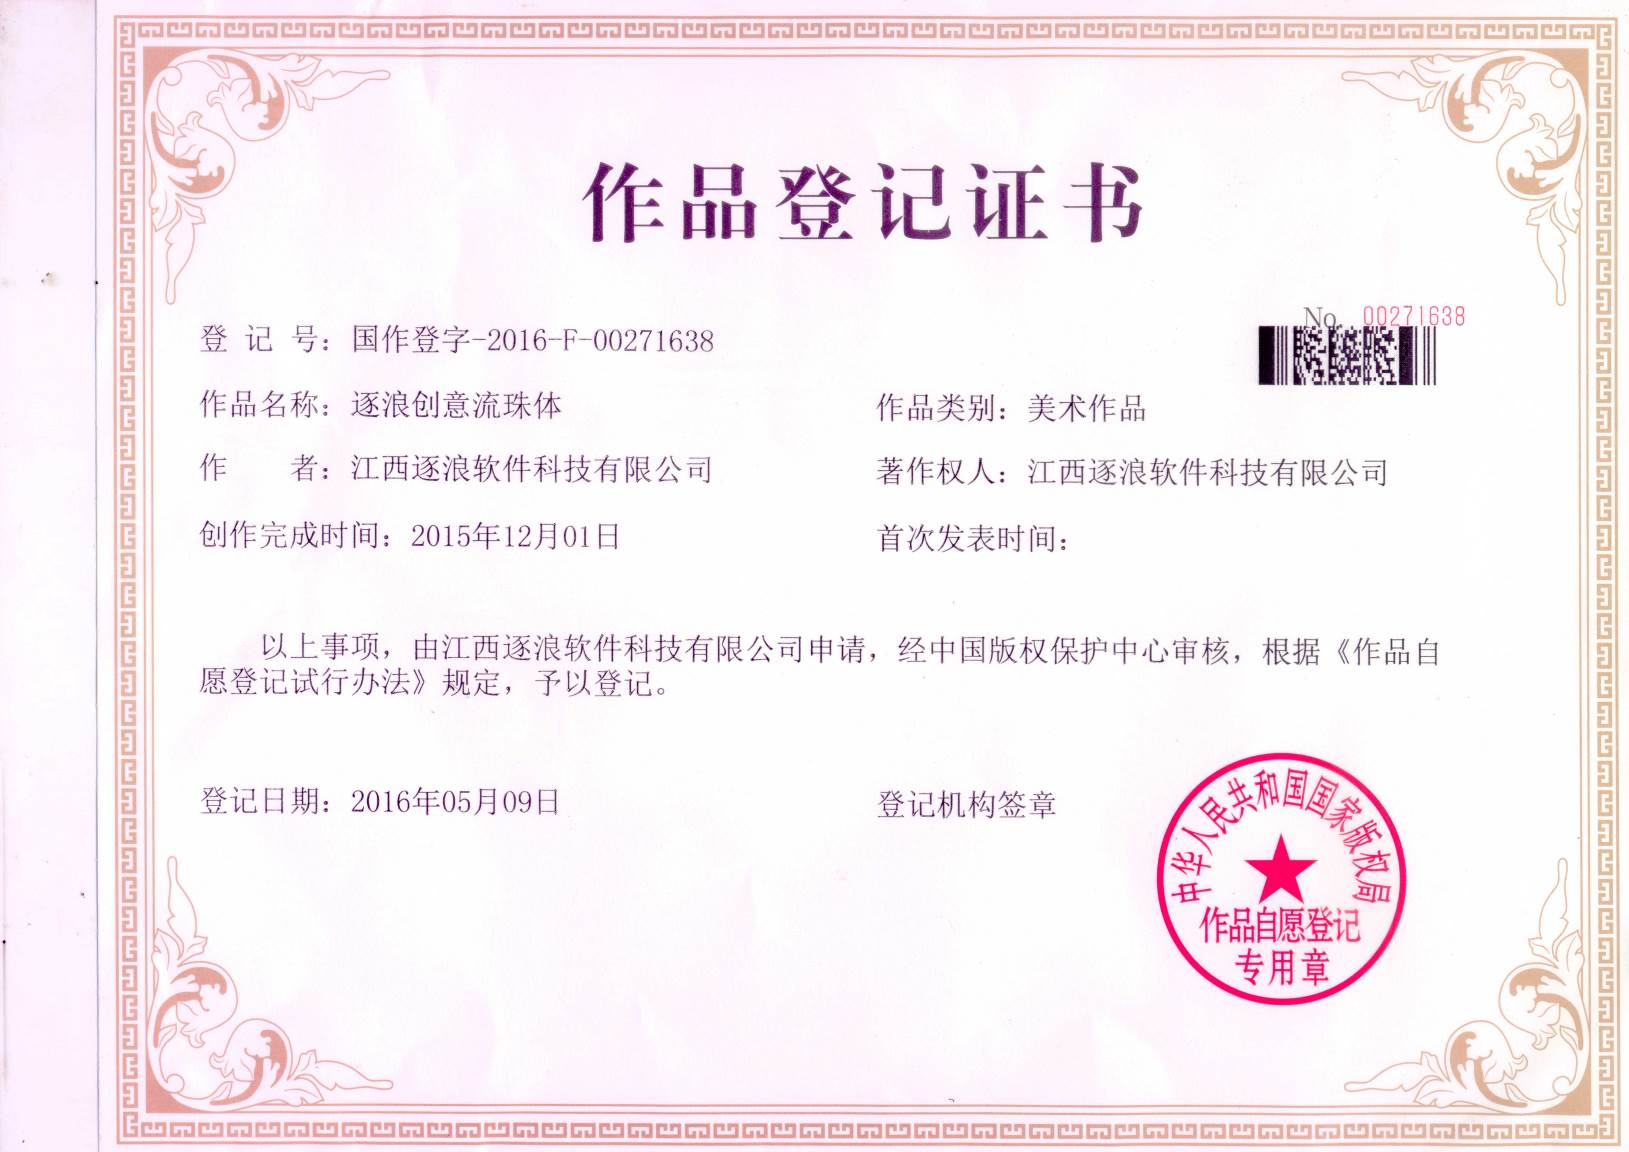 作品登记证书
No. 00271638
登 记 号：国作登字-2016-F-00271638
作品名称：逐浪创意流珠体
作品类别：美术作品
作 者：江西逐浪软件科技有限公司
著作权人：江西逐浪软件科技有限公司
创作完成时间：2015年12月01日
首次发表时间：
以上事项，由江西逐浪软件科技有限公司申请，经中国版权保护中心审核，根据《作品自
愿登记试行办法》规定，予以登记。
登记日期：2016年05月09日
登记机构签章
中华人民共和国国家版权局
作品自愿登记
专用章